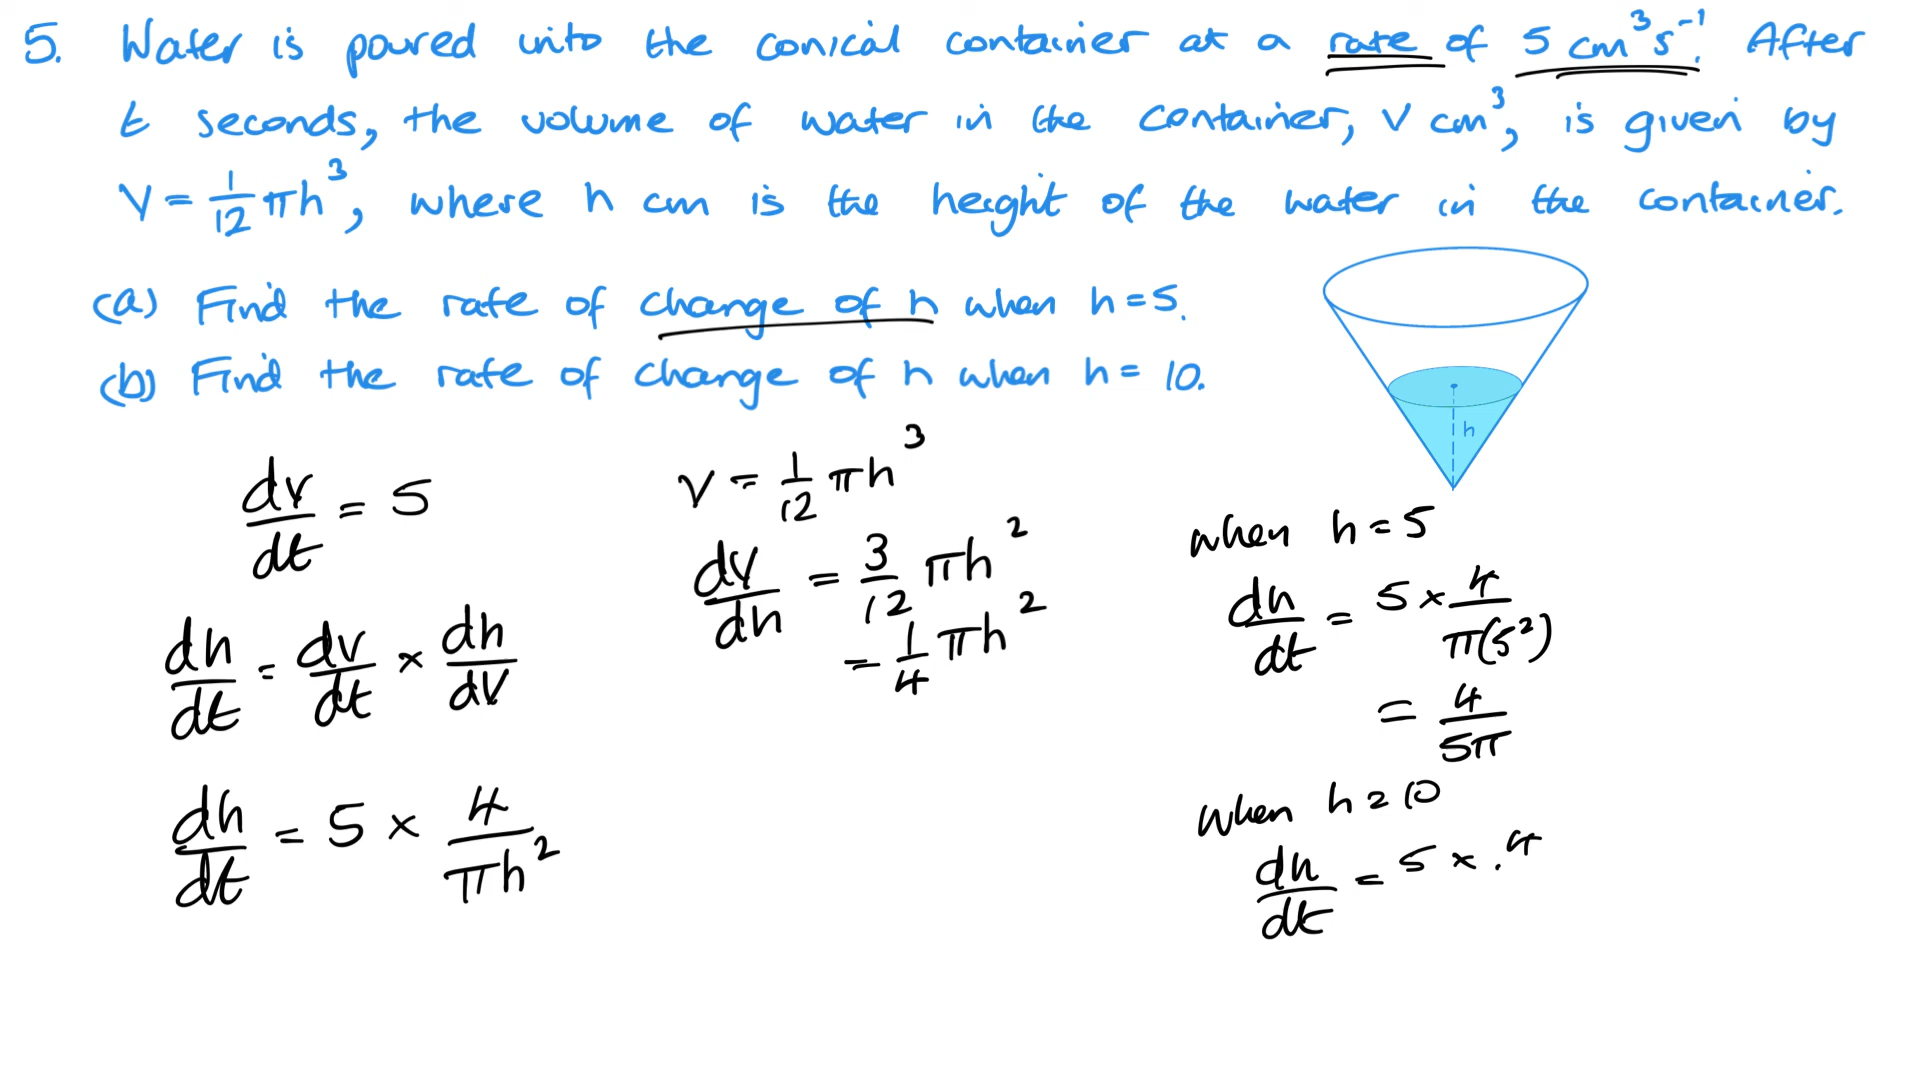 5. Water is poured into the conical container at a rate of 5 cm³s⁻¹. After
t seconds, the volume of water in the container, V cm³, is given by
V = 1/12 πh³, where h cm is the height of the water in the container.
(a) Find the rate of change of h when h = 5.
(b) Find the rate of change of h when h = 10.
h
dV/dt = 5
dh/dt = dV/dt × dh/dV
dh/dt = 5 × 4/πh²
V = 1/12 πh³
dV/dh = 3/12 πh²
= 1/4 πh²
when h = 5
dh/dt = 5 × 4/π(5²)
= 4/5π
when h = 10
dh/dt = 5 × 4